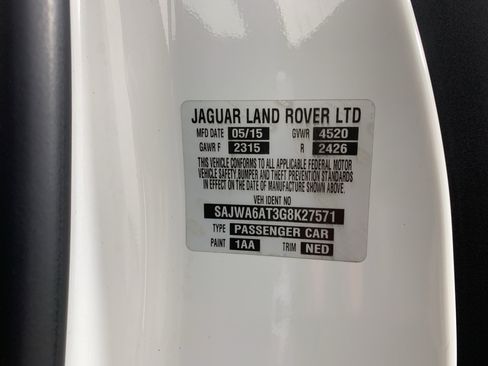 JAGUAR LAND ROVER LTD
MFD DATE 05/15 GVWR 4520
GAWR F 2315 R 2426
THIS VEHICLE CONFORMS TO ALL APPLICABLE FEDERAL MOTOR
VEHICLE SAFETY,BUMPER AND THEFT PREVENTION STANDARDS
IN EFFECT ON THE DATE OF MANUFACTURE SHOWN ABOVE.
VEH IDENT NO
SAJWA6AT3G8K27571
TYPE PASSENGER CAR
PAINT 1AA TRIM NED